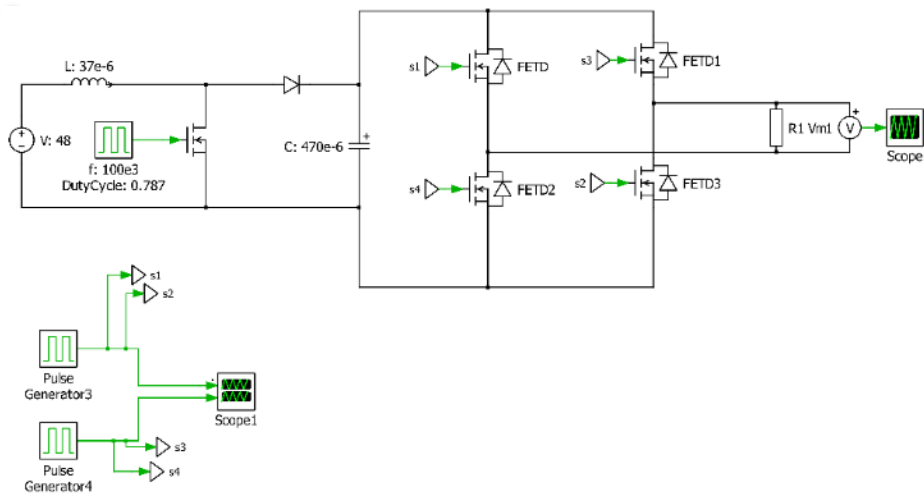 L: 37e-6
V: 48
f: 100e3
DutyCycle: 0.787
C: 470e-6
s1
FETD
s3
FETD1
s4
FETD2
s2
FETD3
R1 Vm1
V
Scope
s1
s2
Pulse
Generator3
Scope1
s3
s4
Pulse
Generator4